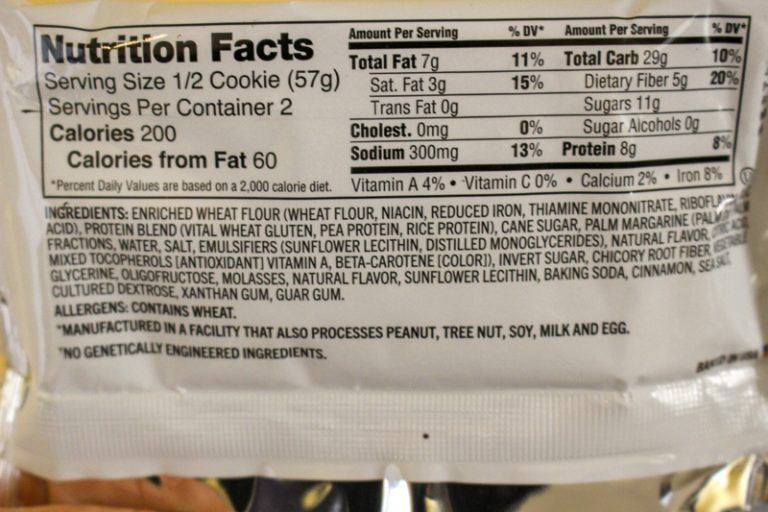 Nutrition Facts
Serving Size 1/2 Cookie (57g)
Servings Per Container 2
Calories 200
Calories from Fat 60
*Percent Daily Values are based on a 2,000 calorie diet.
Amount Per Serving % DV* Amount Per Serving % DV*
Total Fat 7g 11% Total Carb 29g 10%
Sat. Fat 3g 15% Dietary Fiber 5g 20%
Trans Fat 0g Sugars 11g
Cholest. 0mg 0% Sugar Alcohols 0g
Sodium 300mg 13% Protein 8g 8%
Vitamin A 4% • Vitamin C 0% • Calcium 2% • Iron 8%
INGREDIENTS: ENRICHED WHEAT FLOUR (WHEAT FLOUR, NIACIN, REDUCED IRON, THIAMINE MONONITRATE,
ACID), PROTEIN BLEND (VITAL WHEAT GLUTEN, PEA PROTEIN, RICE PROTEIN), CANE SUGAR, PALM MARGARINE
FRACTIONS, WATER, SALT, EMULSIFIERS (SUNFLOWER LECITHIN, DISTILLED MONOGLYCERIDES), NATURAL FLAVOR,
MIXED TOCOPHEROLS [ANTIOXIDANT] VITAMIN A, BETA-CAROTENE [COLOR]), INVERT SUGAR, CHICORY ROOT FIBER, VEGETABLE
GLYCERINE, OLIGOFRUCTOSE, MOLASSES, NATURAL FLAVOR, SUNFLOWER LECITHIN, BAKING SODA, CINNAMON, SEA SALT,
CULTURED DEXTROSE, XANTHAN GUM, GUAR GUM.
ALLERGENS: CONTAINS WHEAT.
*MANUFACTURED IN A FACILITY THAT ALSO PROCESSES PEANUT, TREE NUT, SOY, MILK AND EGG.
*NO GENETICALLY ENGINEERED INGREDIENTS.
BAKED IN USA